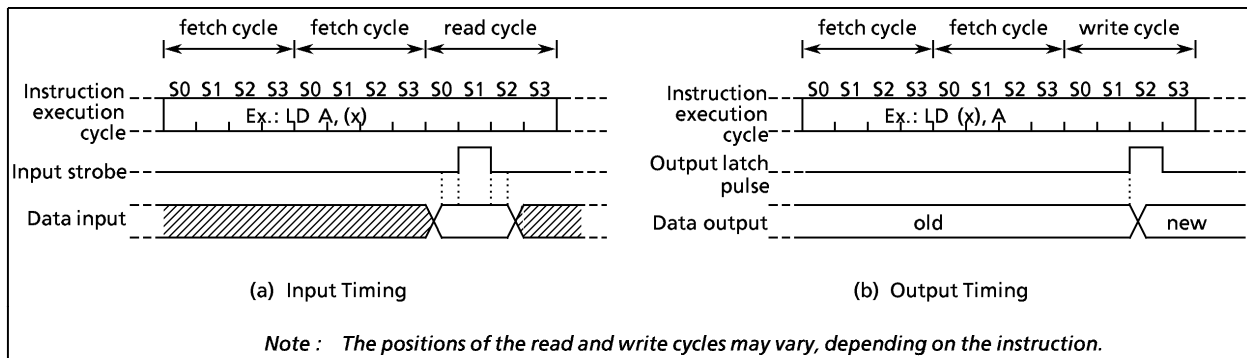 fetch cycle fetch cycle read cycle
S0 S1 S2 S3 S0 S1 S2 S3 S0 S1 S2 S3
Instruction
execution
cycle
Ex.: LD A, (x)
Input strobe
Data input
(a) Input Timing
fetch cycle fetch cycle write cycle
S0 S1 S2 S3 S0 S1 S2 S3 S0 S1 S2 S3
Instruction
execution
cycle
Ex.: LD (x), A
Output latch
pulse
Data output
old new
(b) Output Timing
Note : The positions of the read and write cycles may vary, depending on the instruction.